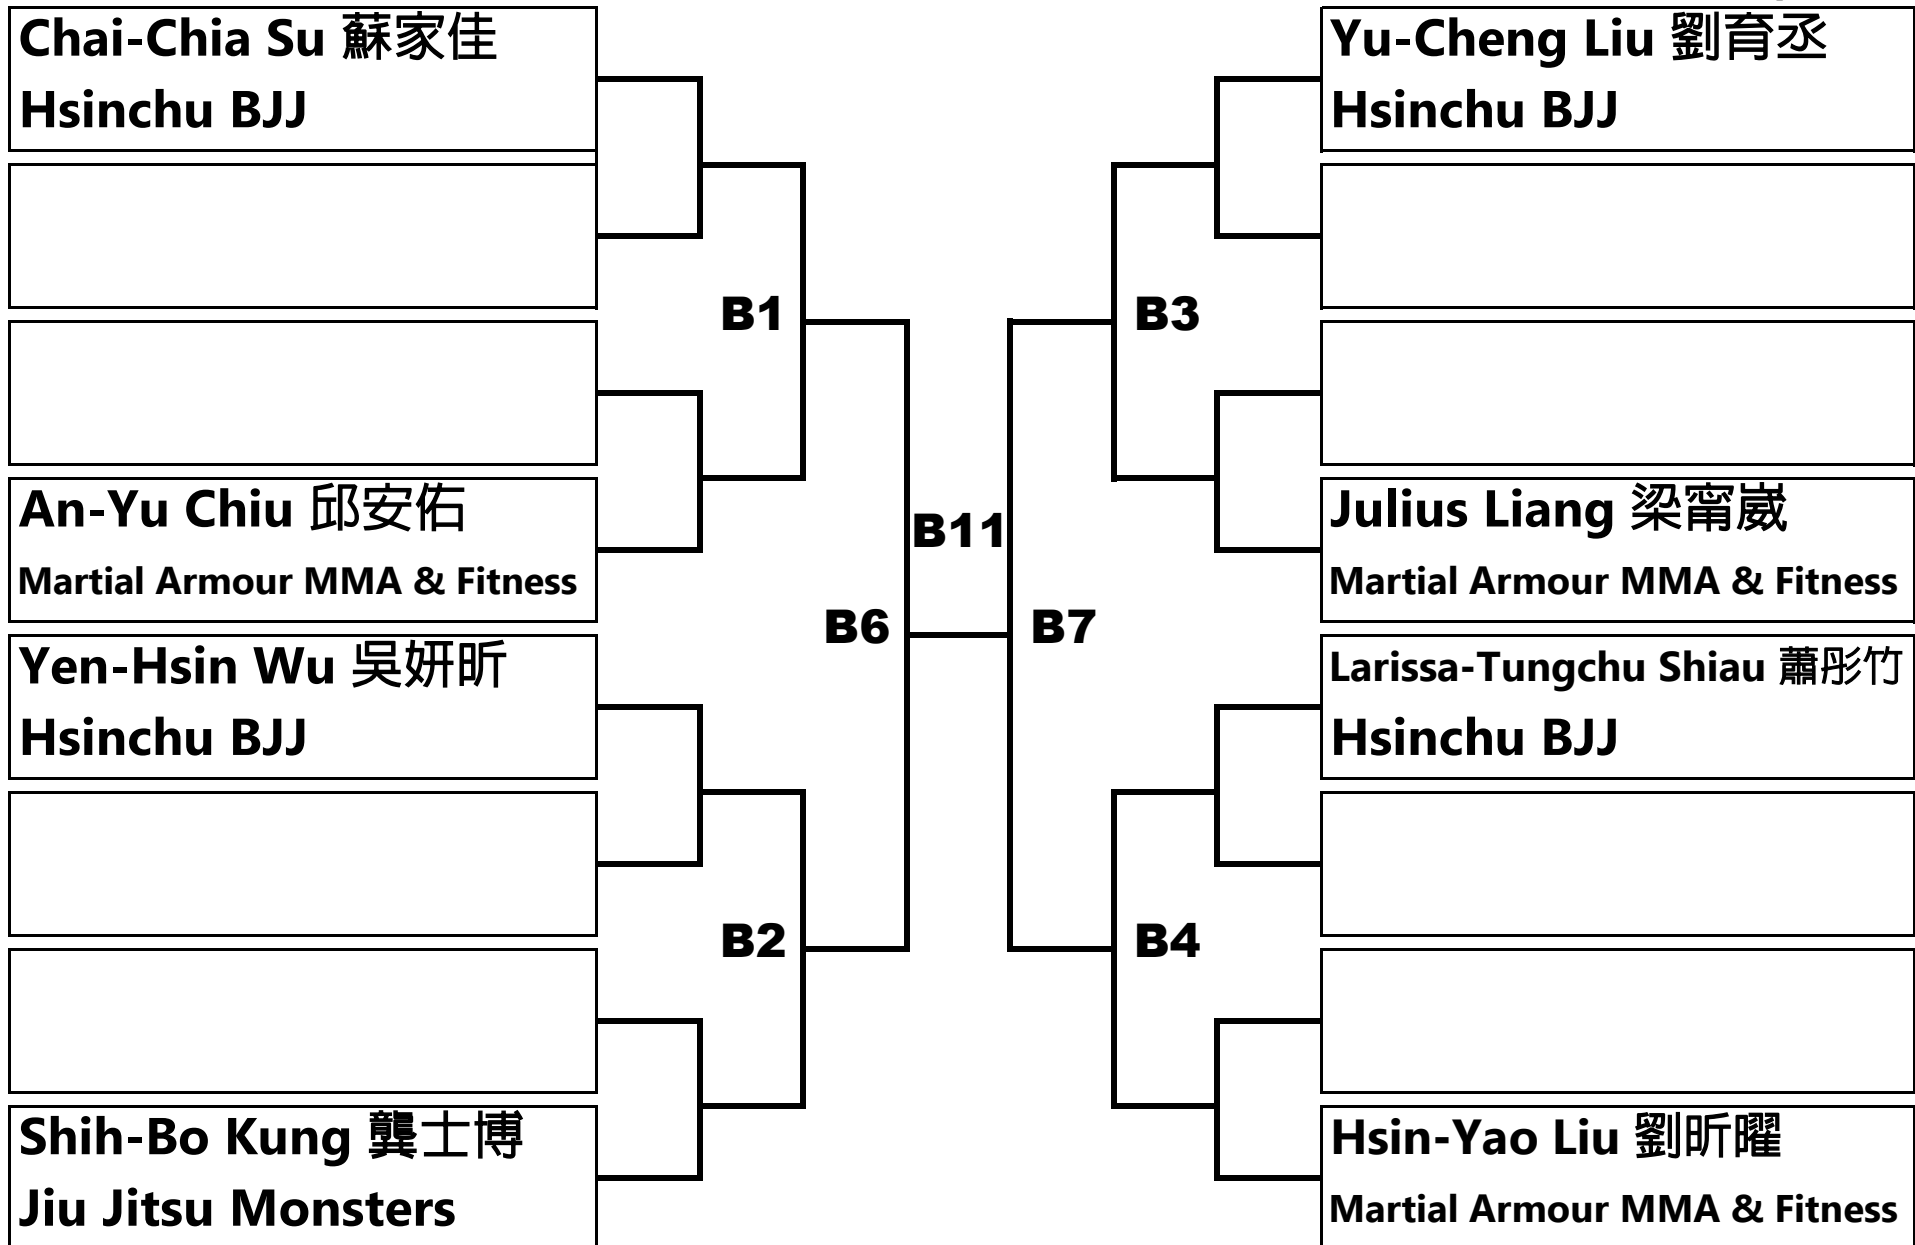 Chai-Chia Su 蘇家佳
Hsinchu BJJ
An-Yu Chiu 邱安佑
Martial Armour MMA & Fitness
Yen-Hsin Wu 吳妍昕
Hsinchu BJJ
Shih-Bo Kung 龔士博
Jiu Jitsu Monsters
B1
B2
B6
B11
B7
B3
B4
Yu-Cheng Liu 劉育丞
Hsinchu BJJ
Julius Liang 梁甯崴
Martial Armour MMA & Fitness
Larissa-Tungchu Shiau 蕭彤竹
Hsinchu BJJ
Hsin-Yao Liu 劉昕曜
Martial Armour MMA & Fitness